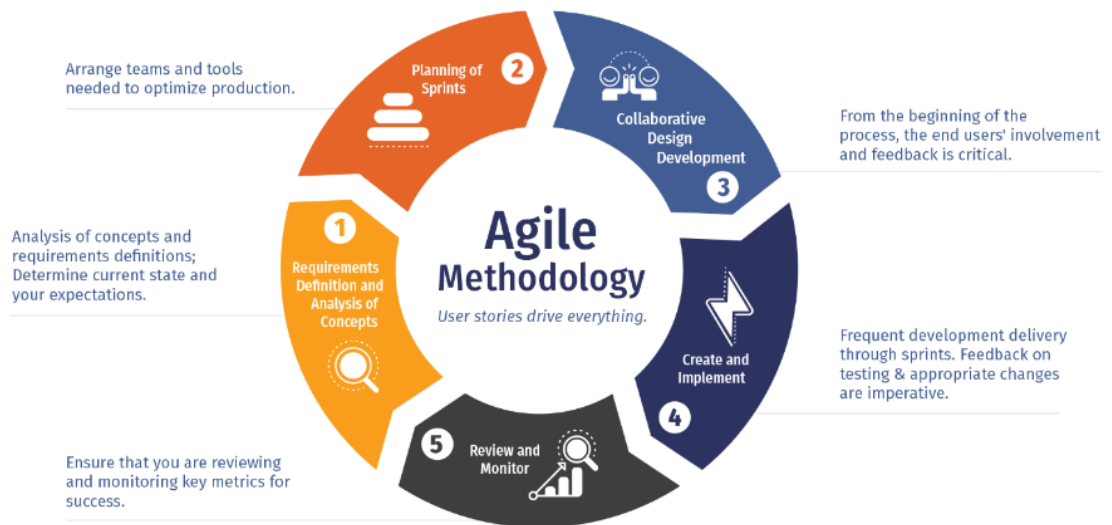 Agile
Methodology
User stories drive everything.
1
Requirements
Definition and
Analysis of
Concepts
Analysis of concepts and
requirements definitions;
Determine current state and
your expectations.
Planning of
Sprints
2
Arrange teams and tools
needed to optimize production.
Collaborative
Design
Development
3
From the beginning of the
process, the end users' involvement
and feedback is critical.
Create and
Implement
4
Frequent development delivery
through sprints. Feedback on
testing & appropriate changes
are imperative.
5
Review and
Monitor
Ensure that you are reviewing
and monitoring key metrics for
success.